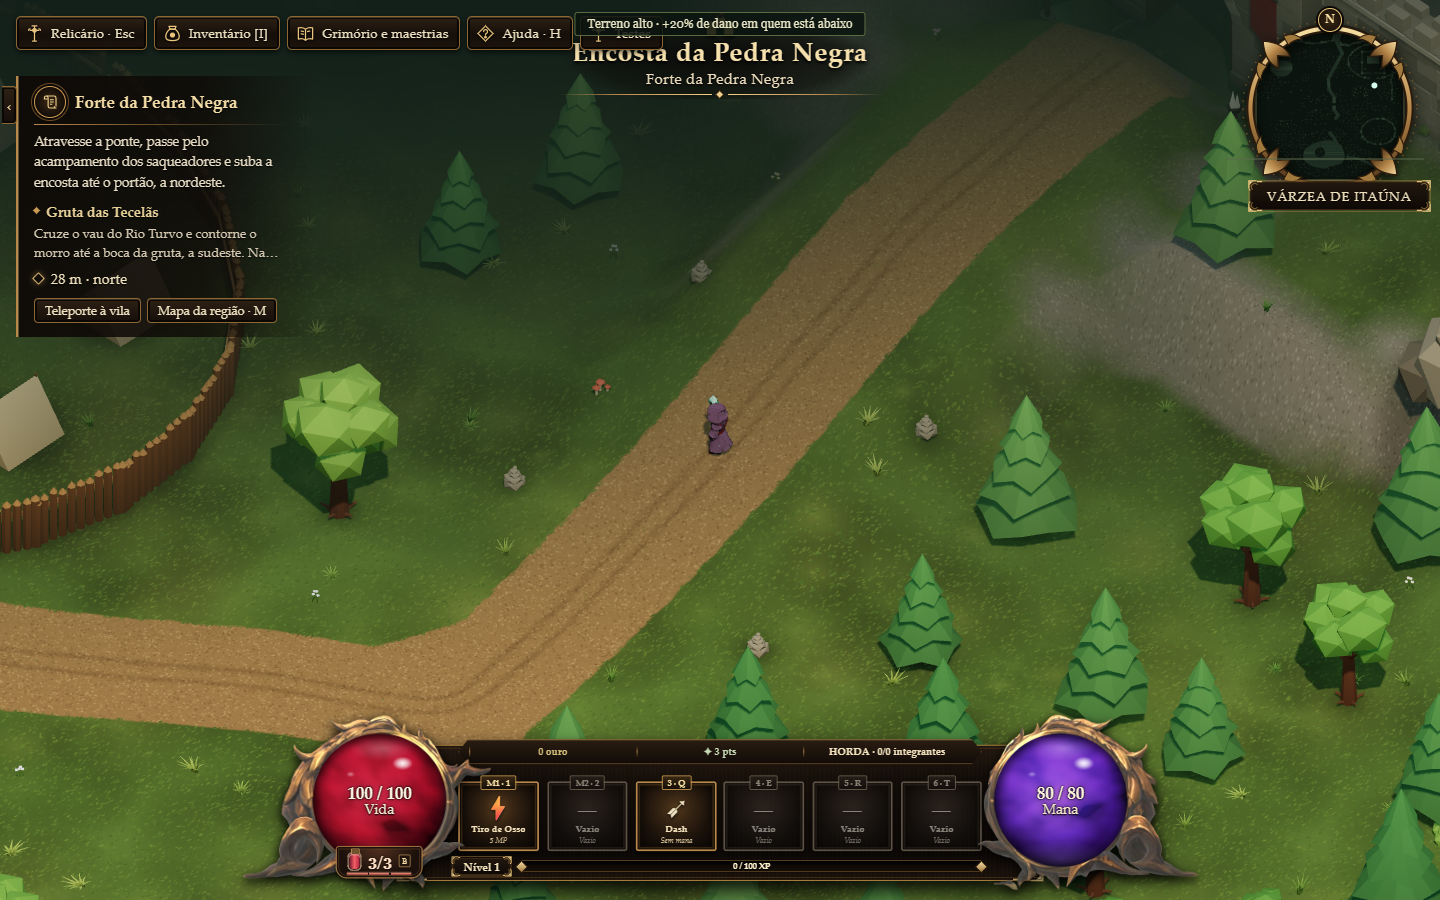 Relicário · Esc
Inventário [I]
Grimório e maestrias
Ajuda · H
Testes
Terreno alto · +20% de dano em quem está abaixo
Encosta da Pedra Negra
Forte da Pedra Negra
N
VÁRZEA DE ITAÚNA
‹
Forte da Pedra Negra
Atravesse a ponte, passe pelo
acampamento dos saqueadores e suba a
encosta até o portão, a nordeste.
Gruta das Tecelãs
Cruze o vau do Rio Turvo e contorne o
morro até a boca da gruta, a sudeste. Na...
28 m · norte
Teleporte à vila
Mapa da região · M
0 ouro
3 pts
HORDA · 0/0 integrantes
100 / 100
Vida
3/3
B
M1 · 1
Tiro de Osso
5 MP
M2 · 2
Vazio
Vazio
3 · Q
Dash
Sem mana
4 · E
Vazio
Vazio
5 · R
Vazio
Vazio
6 · T
Vazio
Vazio
80 / 80
Mana
Nível 1
0 / 100 XP